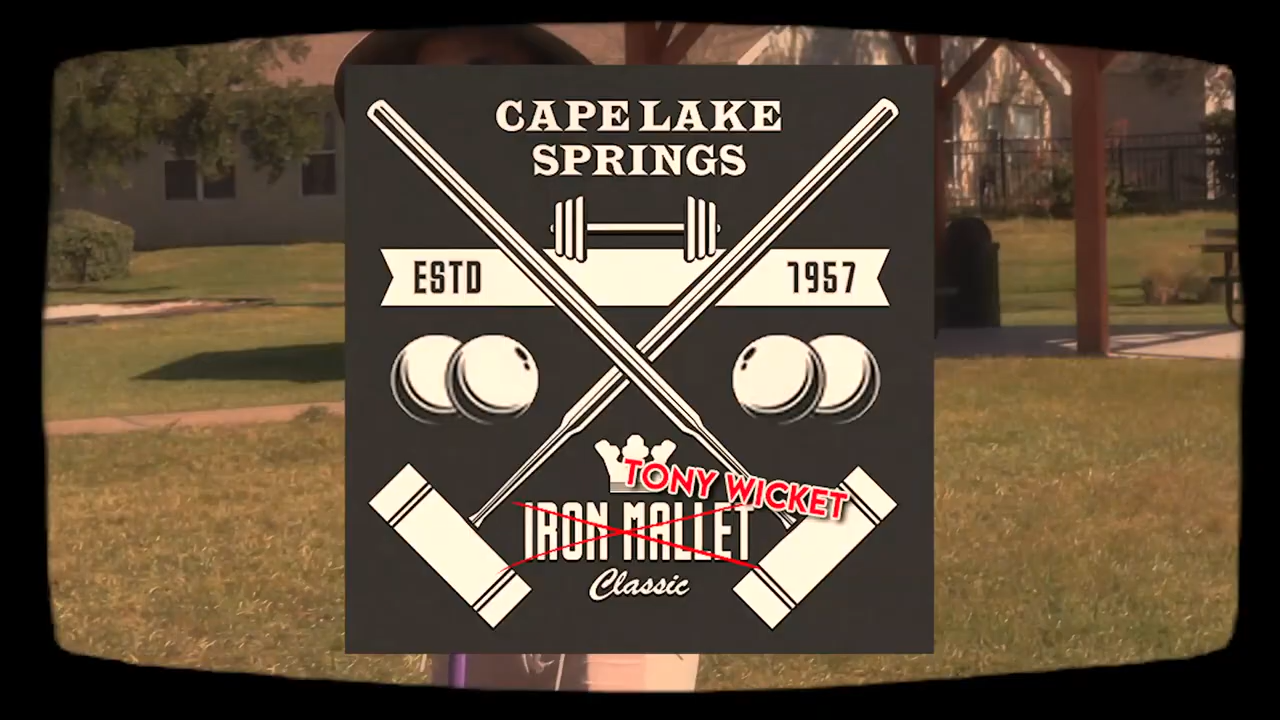 CAPE LAKE
SPRINGS
ESTD 1957
TONY WICKET
IRON MALLET
Classic